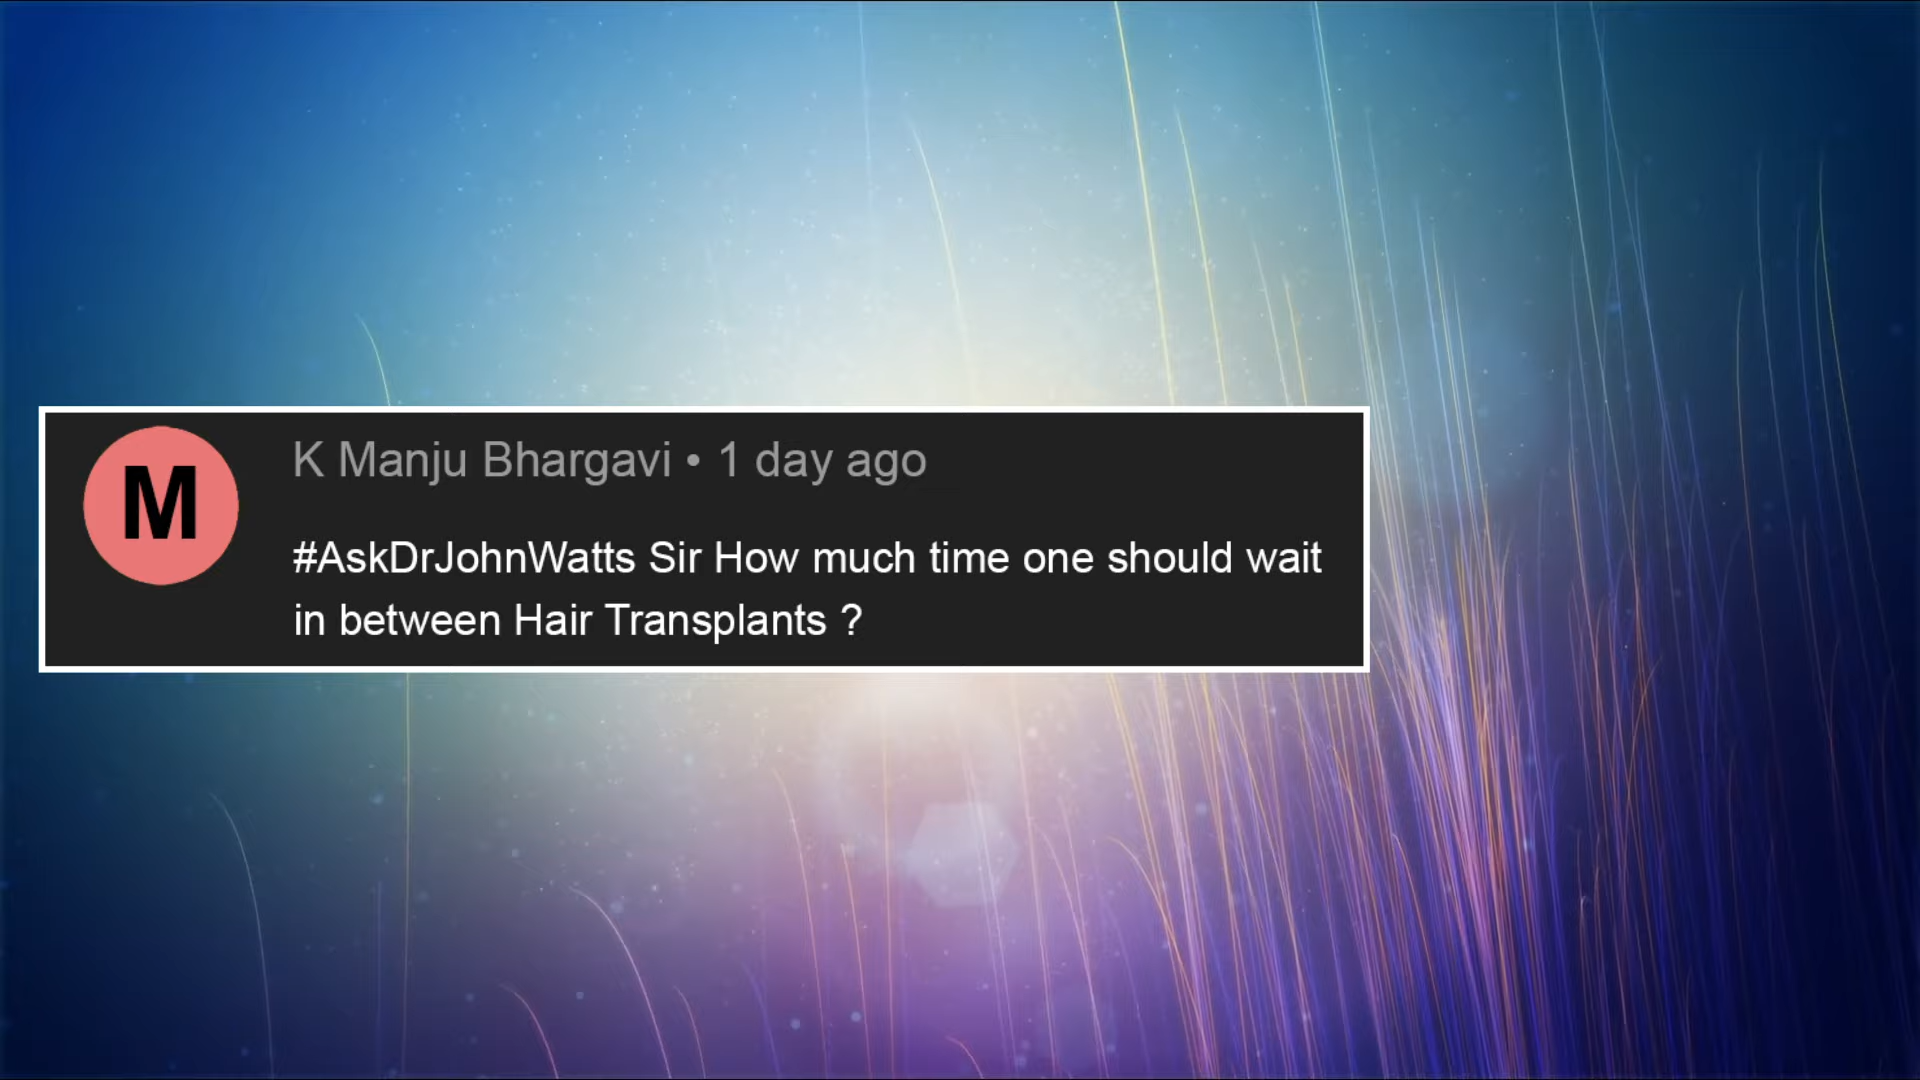 M
K Manju Bhargavi • 1 day ago
#AskDrJohnWatts Sir How much time one should wait
in between Hair Transplants ?